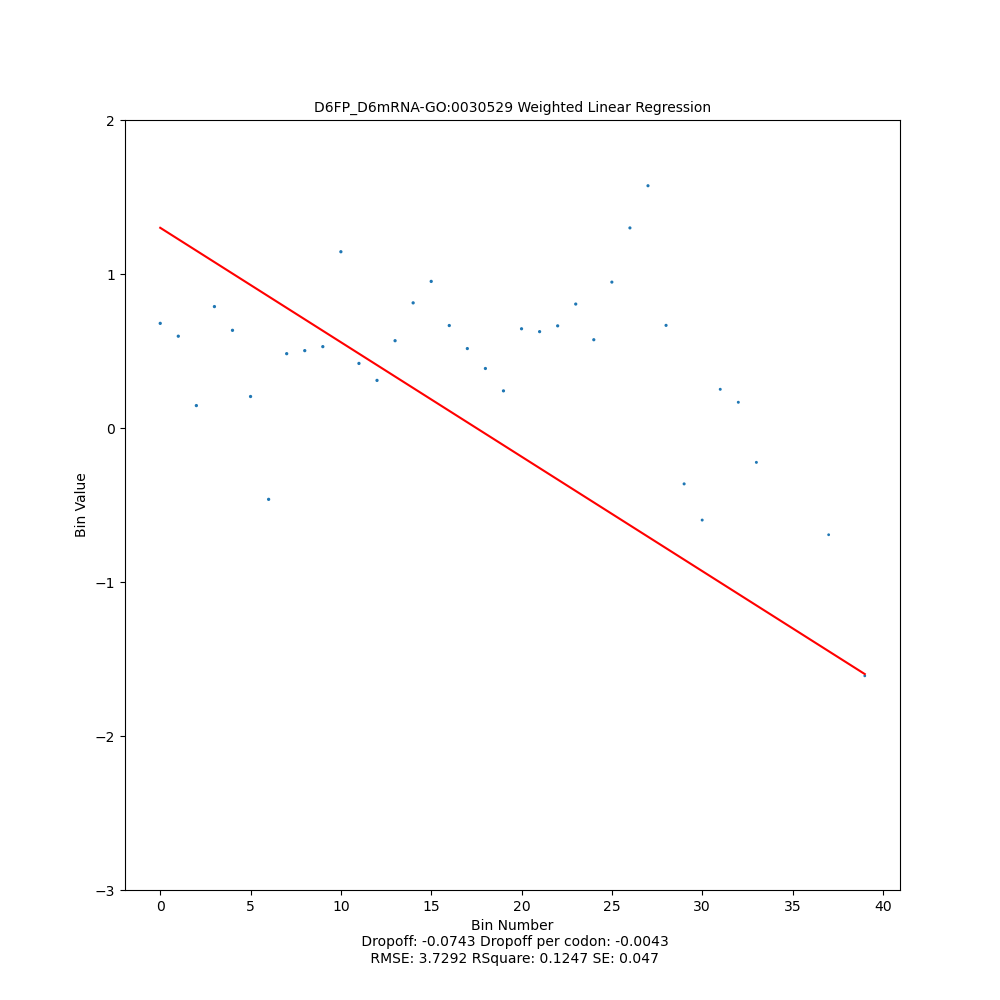 D6FP_D6mRNA-GO:0030529 Weighted Linear Regression
2
1
0
−1
−2
−3
Bin Value
0 5 10 15 20 25 30 35 40
Bin Number
Dropoff: -0.0743 Dropoff per codon: -0.0043
RMSE: 3.7292 RSquare: 0.1247 SE: 0.047